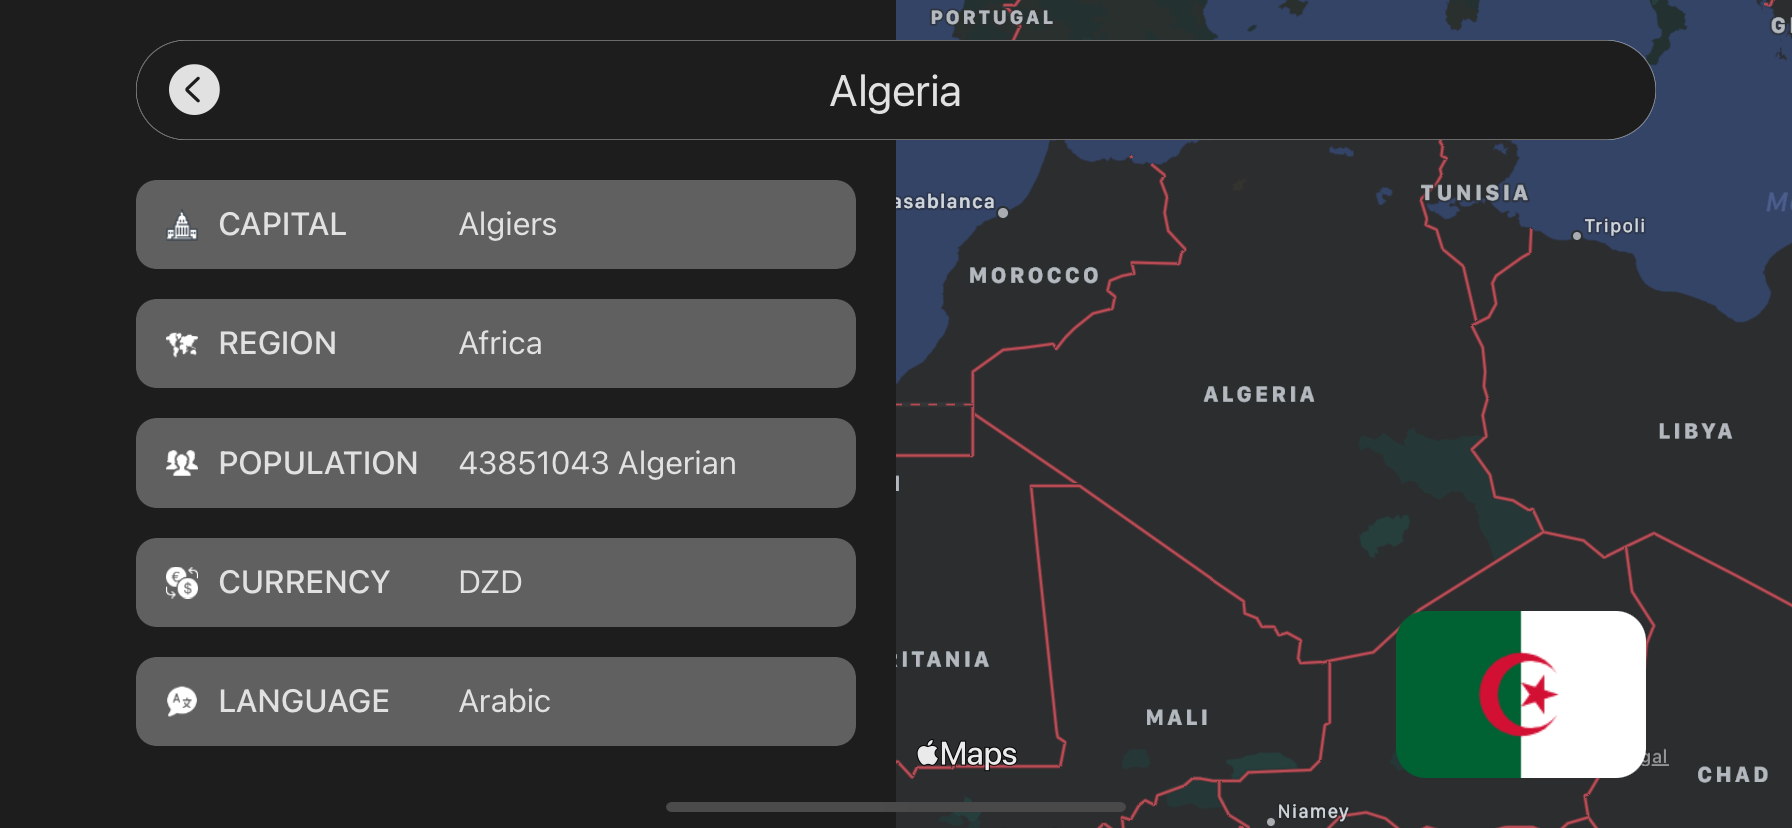 Algeria
CAPITAL Algiers
REGION Africa
POPULATION 43851043 Algerian
CURRENCY DZD
LANGUAGE Arabic
PORTUGAL
asablanca
TUNISIA
Tripoli
MOROCCO
ALGERIA
LIBYA
ITANIA
MALI
Maps
gal
CHAD
Niamey